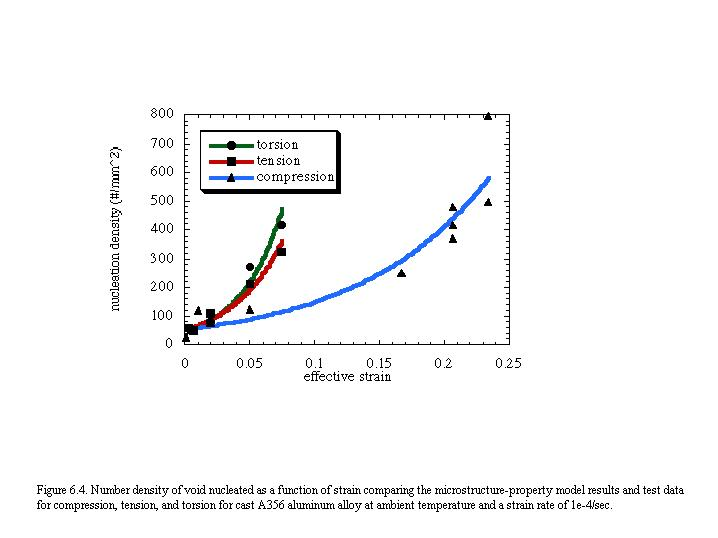 800
700
600
500
400
300
200
100
0
nucleation density (#/mm^2)
torsion
tension
compression
0 0.05 0.1 0.15 0.2 0.25
effective strain
Figure 6.4. Number density of void nucleated as a function of strain comparing the microstructure-property model results and test data
for compression, tension, and torsion for cast A356 aluminum alloy at ambient temperature and a strain rate of 1e-4/sec.